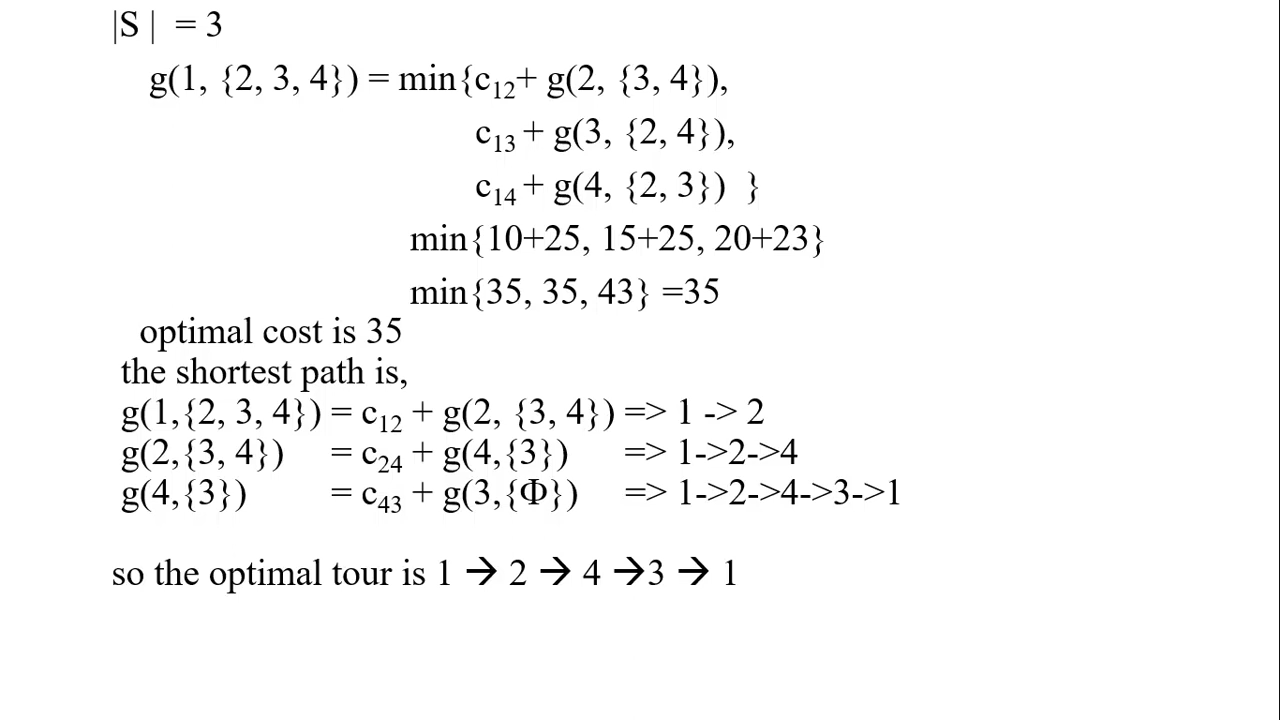 |S | = 3
g(1, {2, 3, 4}) = min{c₁₂+ g(2, {3, 4}),
c₁₃ + g(3, {2, 4}),
c₁₄ + g(4, {2, 3}) }
min{10+25, 15+25, 20+23}
min{35, 35, 43} =35
optimal cost is 35
the shortest path is,
g(1,{2, 3, 4}) = c₁₂ + g(2, {3, 4}) => 1 -> 2
g(2,{3, 4}) = c₂₄ + g(4,{3}) => 1->2->4
g(4,{3}) = c₄₃ + g(3,{Φ}) => 1->2->4->3->1
so the optimal tour is 1 → 2 → 4 →3 → 1